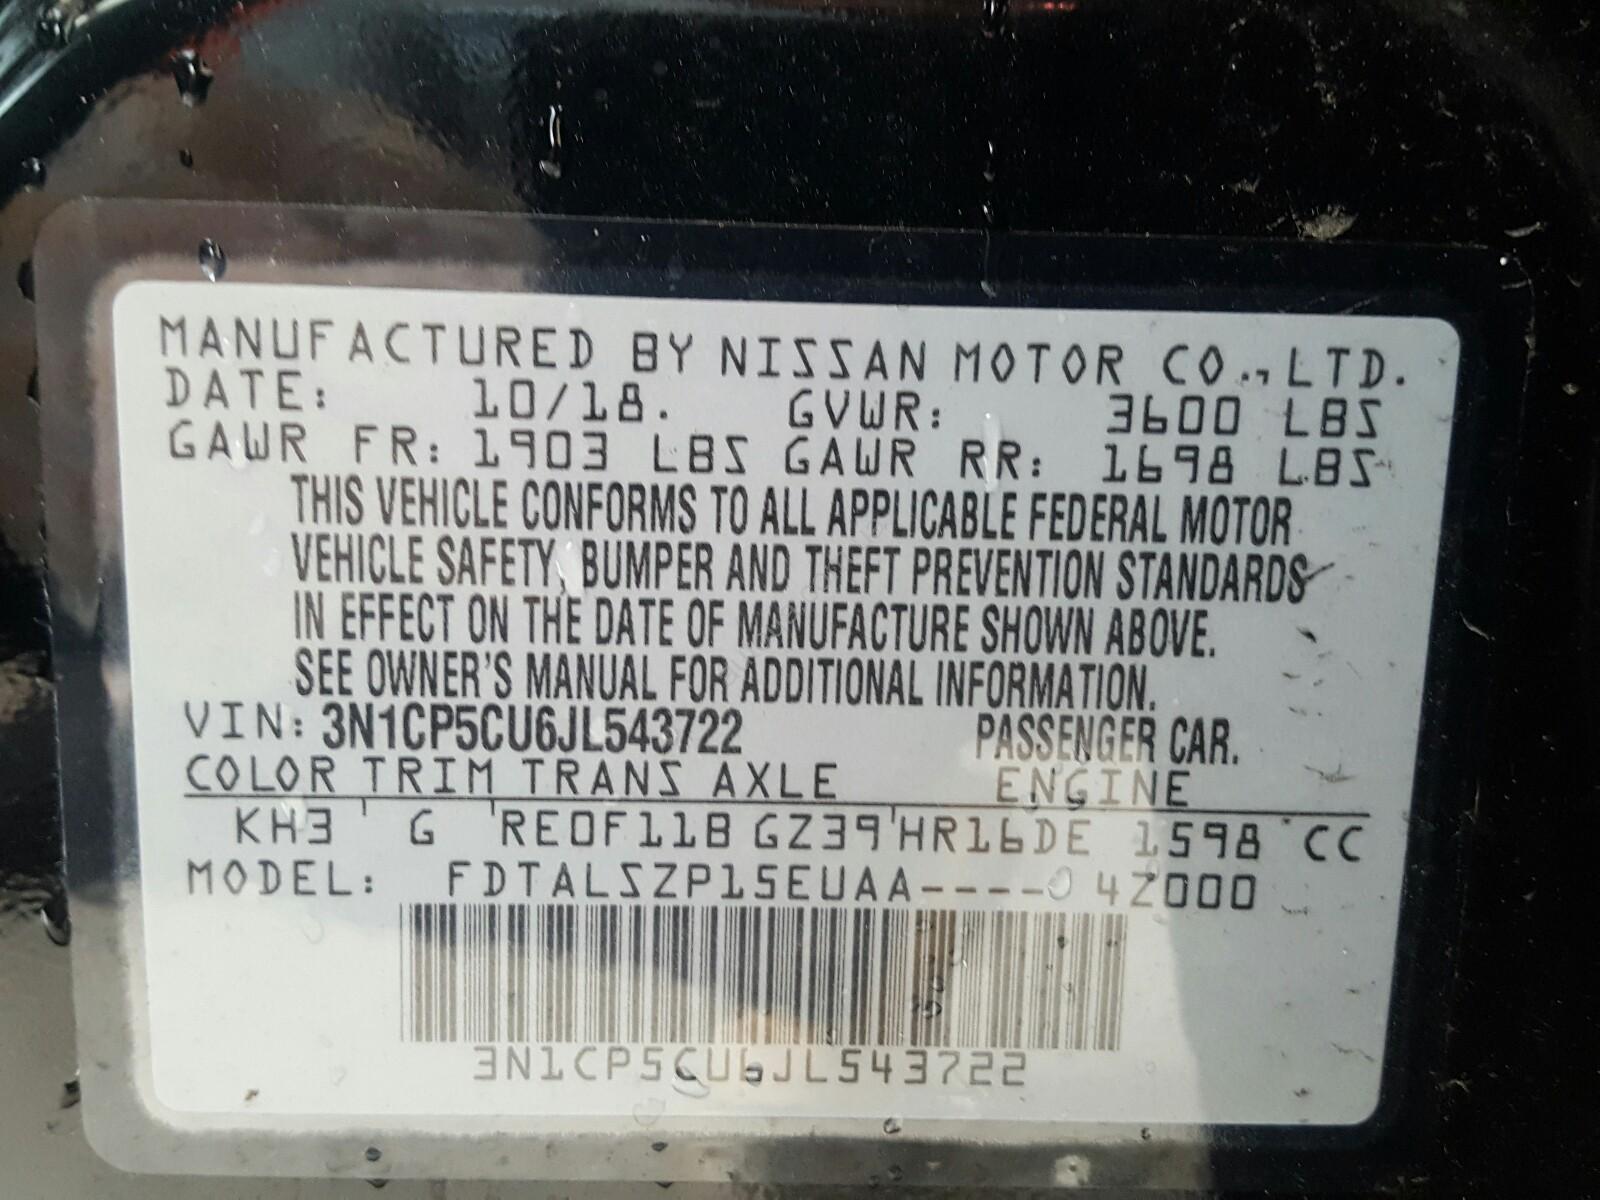 MANUFACTURED BY NISSAN MOTOR CO., LTD.
DATE: 10/18. GVWR: 3600 LBS
GAWR FR: 1903 LBS GAWR RR: 1698 LBS
THIS VEHICLE CONFORMS TO ALL APPLICABLE FEDERAL MOTOR
VEHICLE SAFETY, BUMPER AND THEFT PREVENTION STANDARDS
IN EFFECT ON THE DATE OF MANUFACTURE SHOWN ABOVE.
SEE OWNER'S MANUAL FOR ADDITIONAL INFORMATION.
VIN: 3N1CP5CU6JL543722 PASSENGER CAR.
COLOR TRIM TRANS AXLE ENGINE
KH3 ' G ' RE0F11B GZ39 ' HR16DE 1598 CC
MODEL: FDTALSZP15EUAA----0 4Z000
3N1CP5CU6JL543722